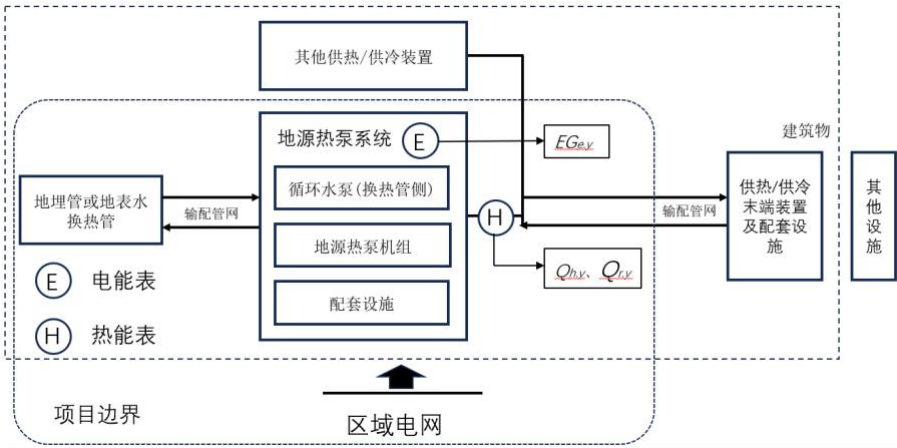 其他供热/供冷装置
建筑物
地源热泵系统
E
EGe,y
循环水泵(换热管侧)
地埋管或地表水
换热管
输配管网
H
输配管网
供热/供冷
末端装置
及配套设
施
其
他
设
施
地源热泵机组
E
电能表
Qh,y、Qr,y
配套设施
H
热能表
项目边界
区域电网